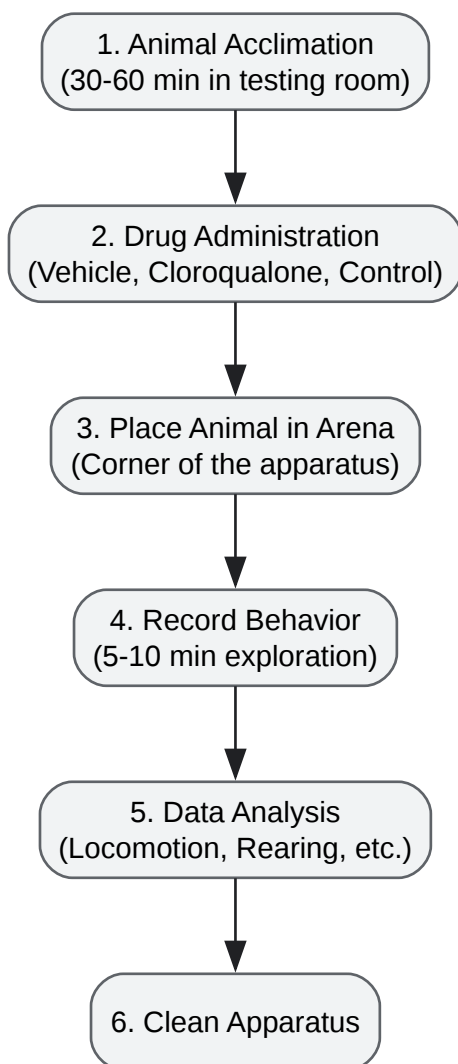 1. Animal Acclimation
(30-60 min in testing room)
2. Drug Administration
(Vehicle, Cloroqualone, Control)
3. Place Animal in Arena
(Corner of the apparatus)
4. Record Behavior
(5-10 min exploration)
5. Data Analysis
(Locomotion, Rearing, etc.)
6. Clean Apparatus